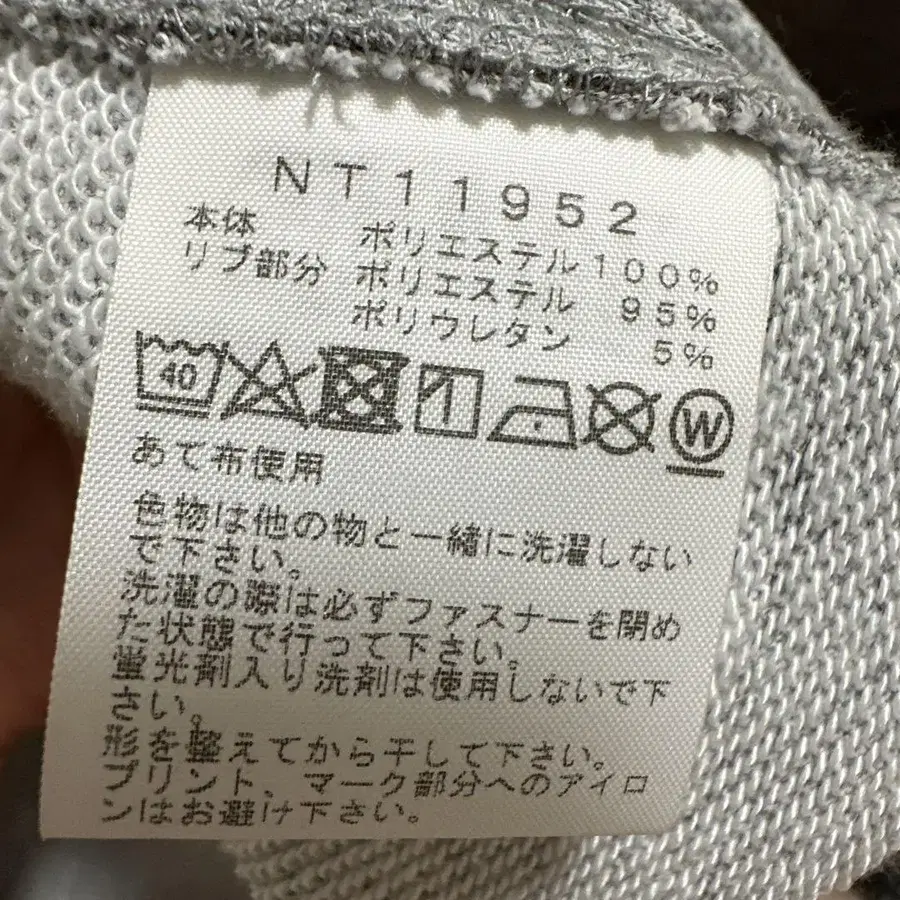 NT11952
本体 ポリエステル100%
リブ部分 ポリエステル 95%
ポリウレタン 5%
40 1 W
あて布使用
色物は他の物と一緒に洗濯しない
で下さい。
洗濯の際は必ずファスナーを閉め
た状態で行って下さい。
蛍光剤入り洗剤は使用しないで下
さい。
形を整えてから干して下さい。
プリント、マーク部分へのアイロ
ンはお避け下さい。